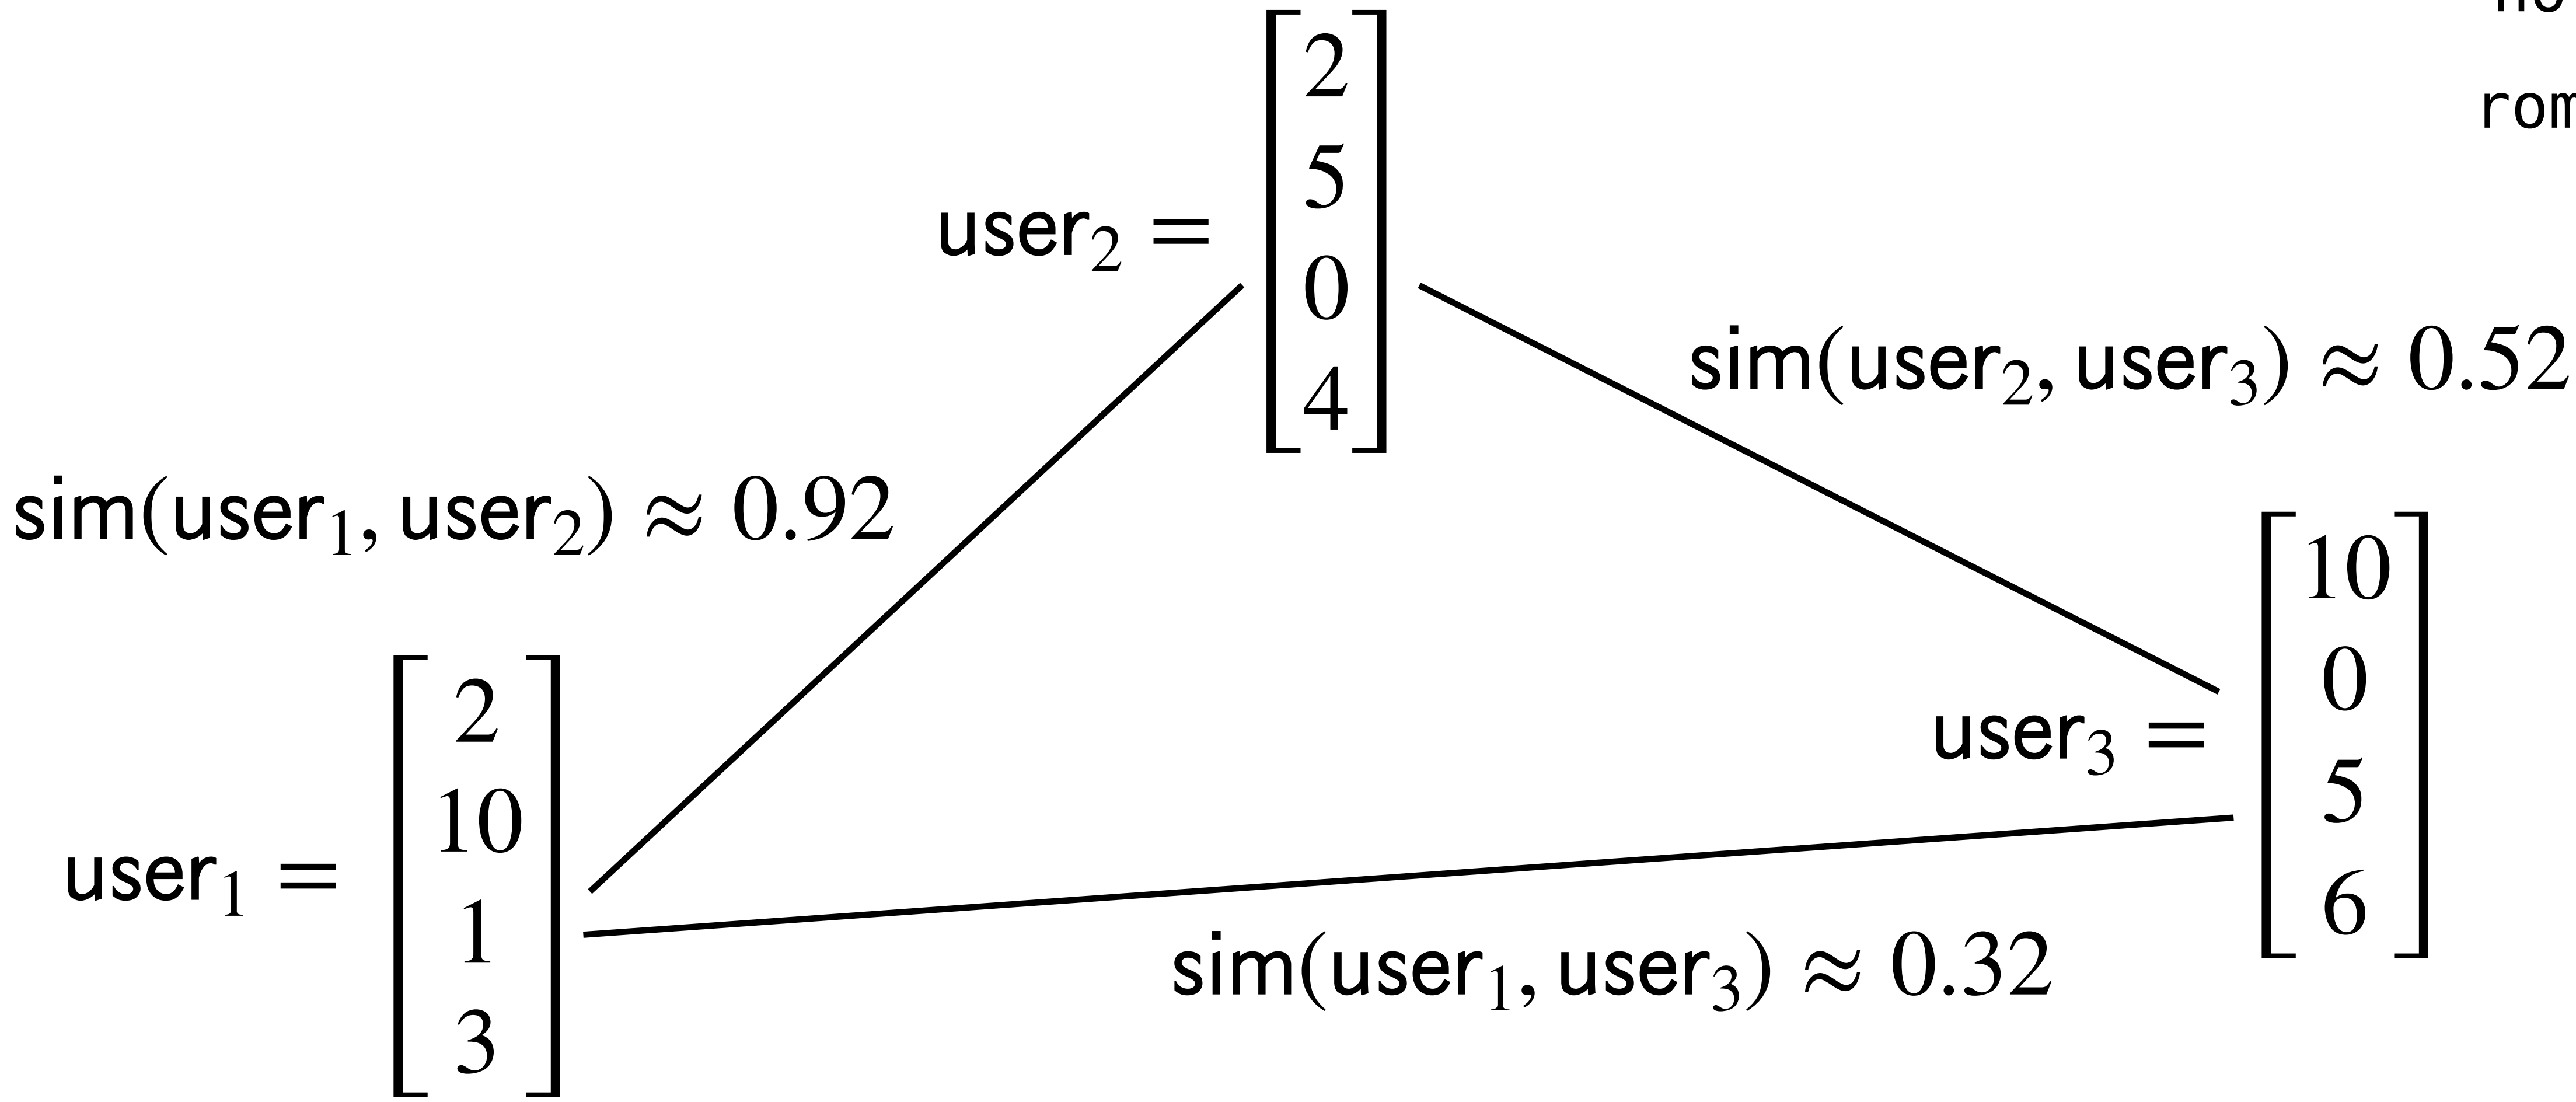 rom
user₂ =
2
5
0
4
sim(user₂, user₃) ≈ 0.52
sim(user₁, user₂) ≈ 0.92
user₃ =
10
0
5
6
user₁ =
2
10
1
3
sim(user₁, user₃) ≈ 0.32